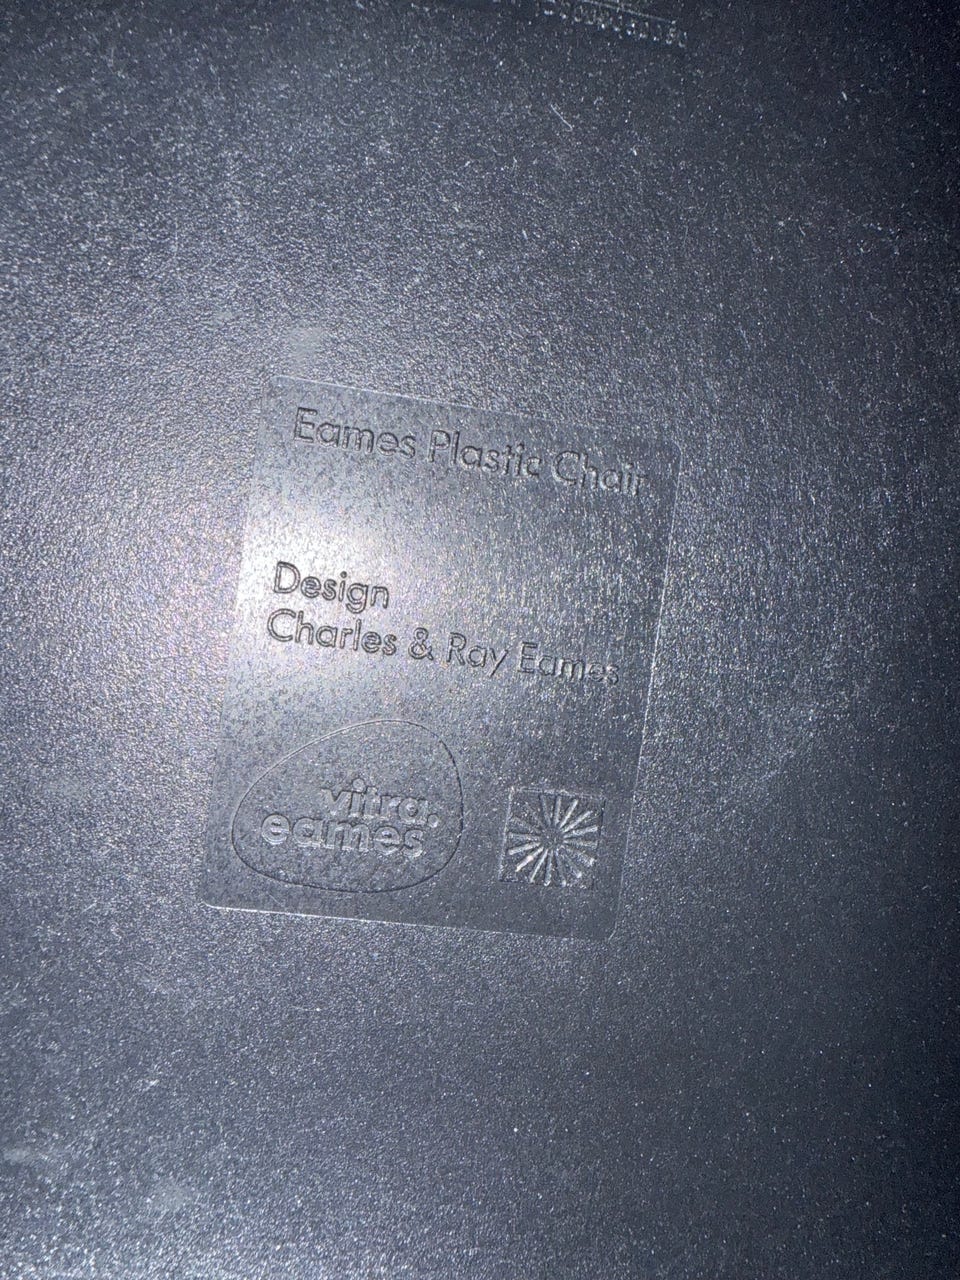 Eames Plastic Chair
Design
Charles & Ray Eames
vitra.
eames